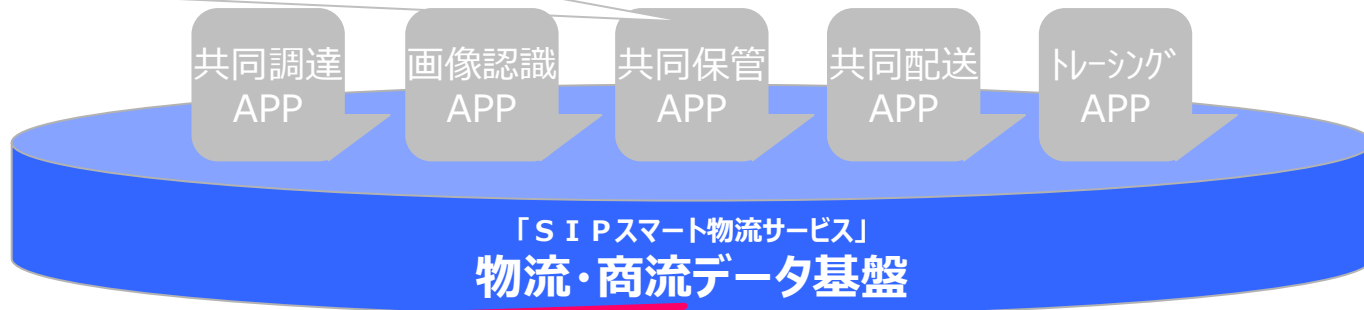 共同調達
APP
画像認識
APP
共同保管
APP
共同配送
APP
ﾄﾚｰｼﾝｸﾞ
APP
「ＳＩＰスマート物流サービス」
物流・商流データ基盤